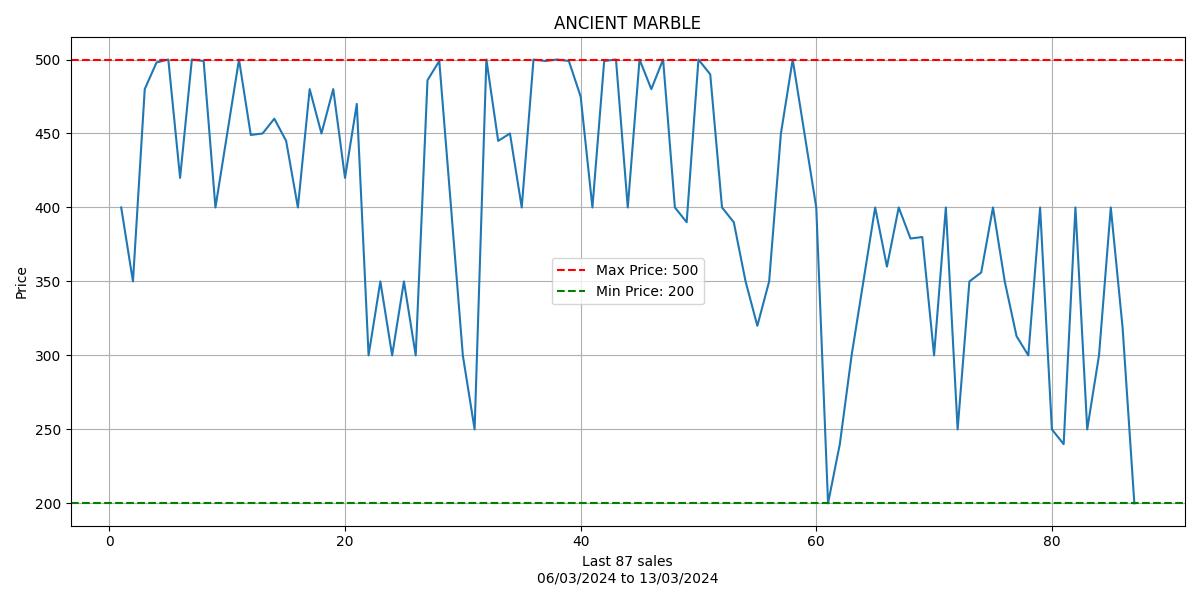 ANCIENT MARBLE
Price
500
450
400
350
300
250
200
Max Price: 500
Min Price: 200
0
20
40
60
80
Last 87 sales
06/03/2024 to 13/03/2024